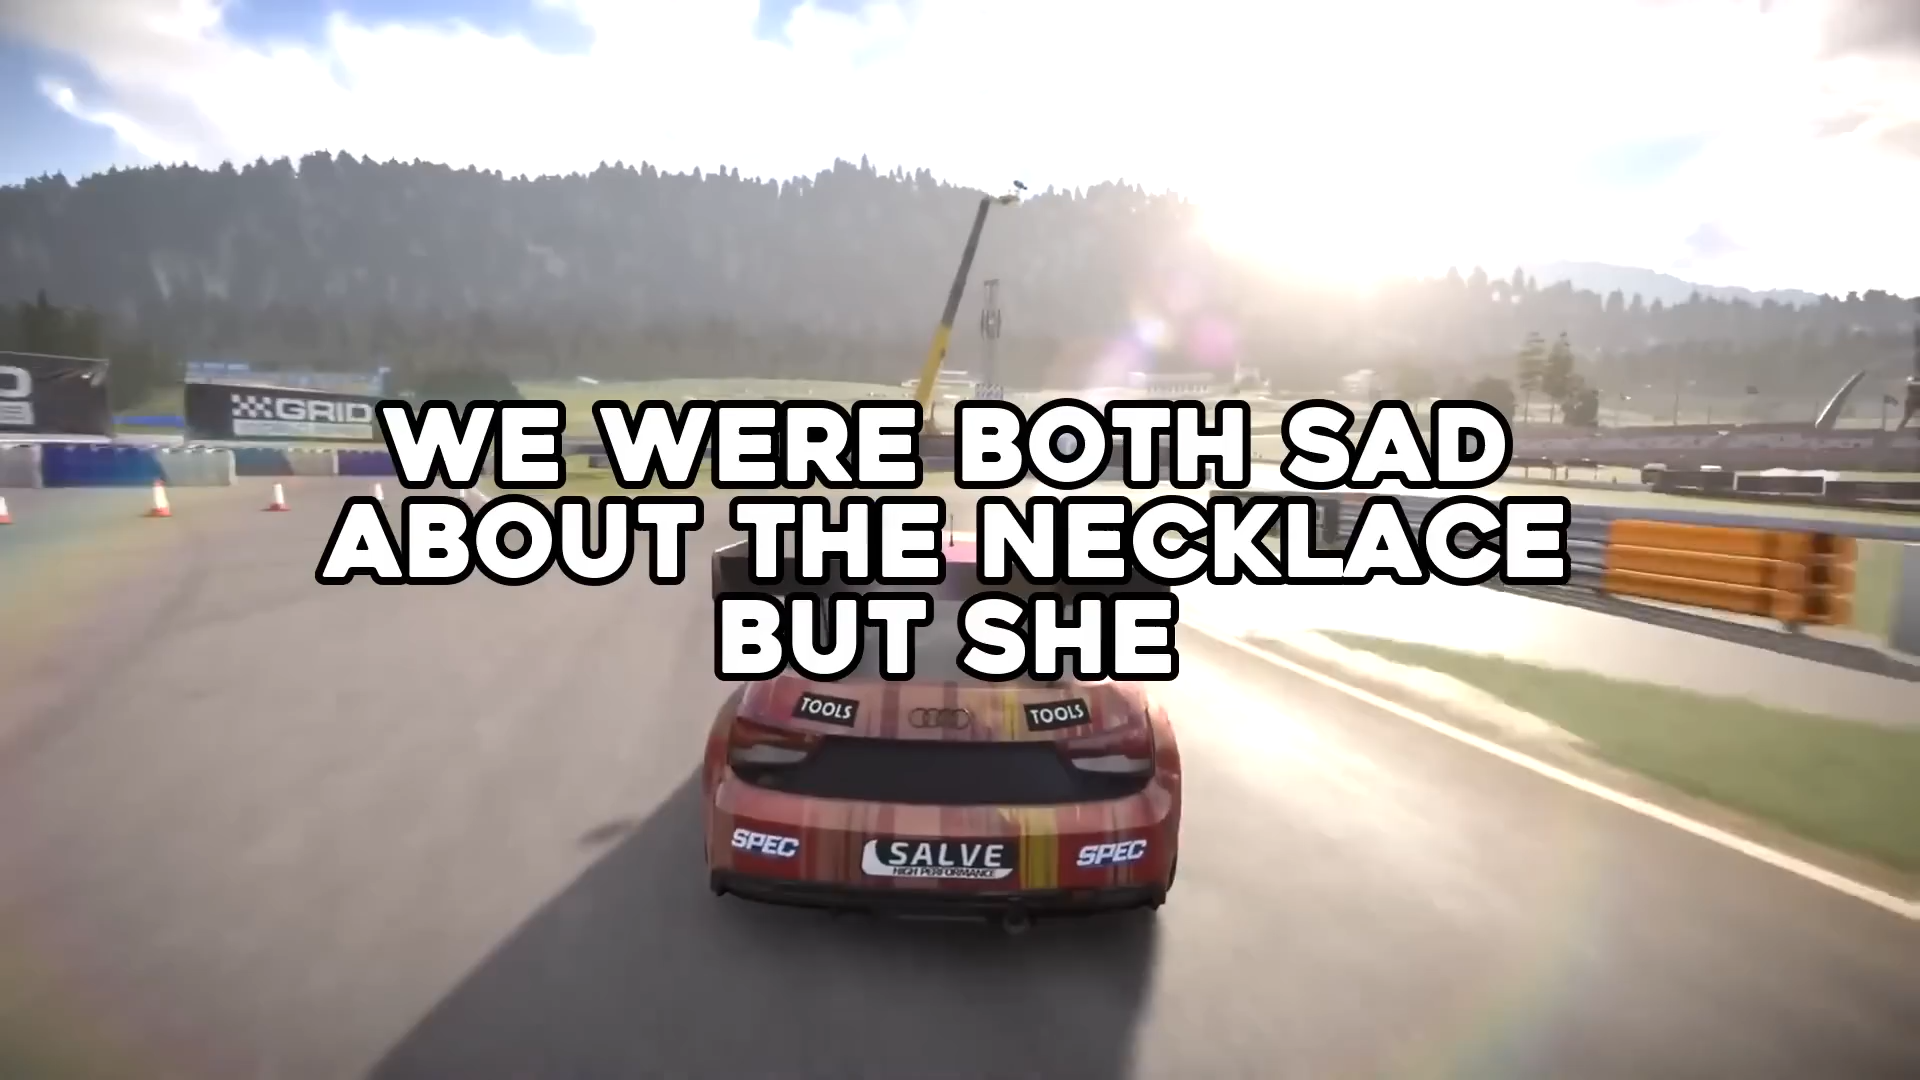 GRID
WE WERE BOTH SAD
ABOUT THE NECKLACE
BUT SHE
TOOLS
TOOLS
SPEC
SALVE
HIGH PERFORMANCE
SPEC